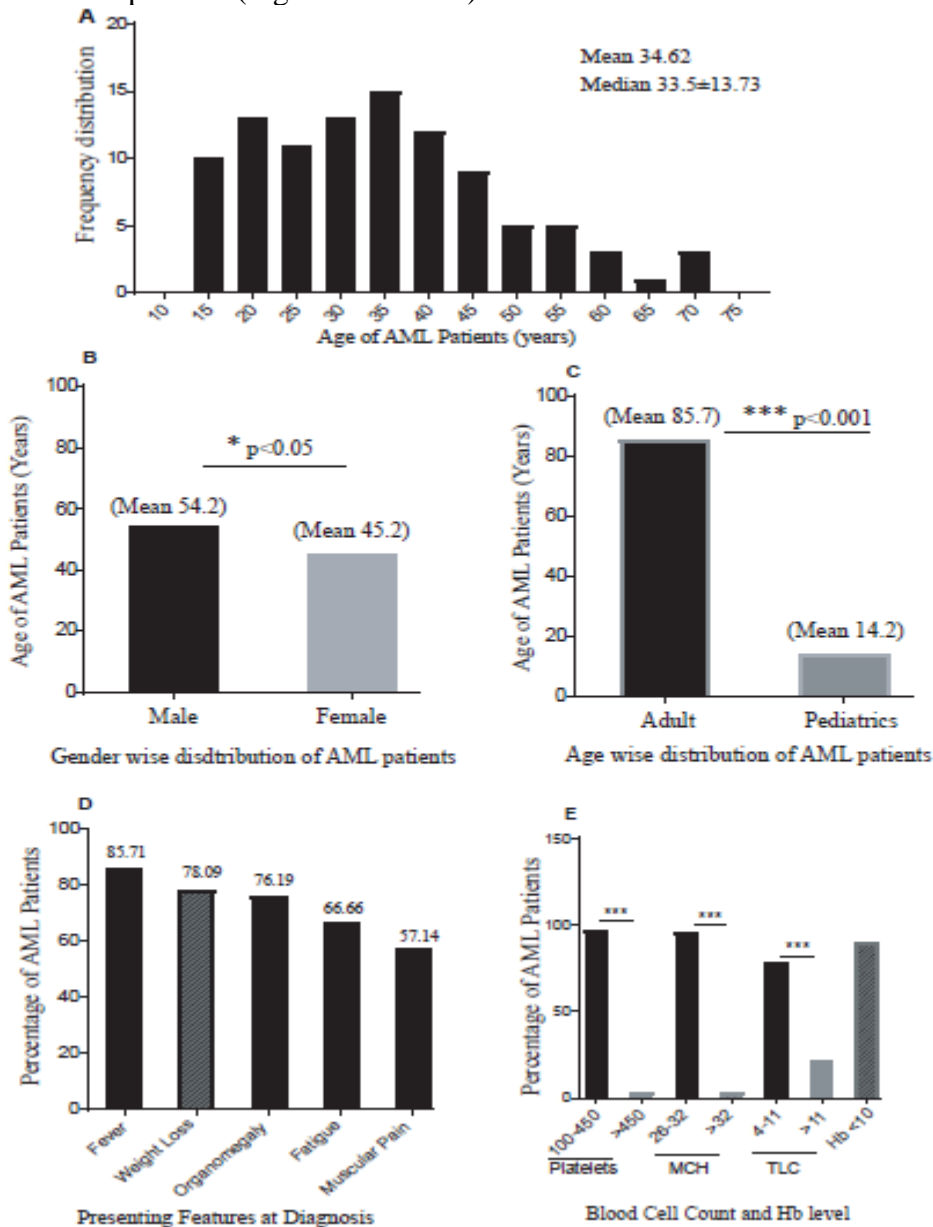 A
20
15
10
5
0
Frequency distribution
Mean 34.62
Median 33.5±13.73
10 15 20 25 30 35 40 45 50 55 60 65 70 75
Age of AML Patients (years)
B
100
80
60
40
20
0
Age of AML Patients (Years)
* p<0.05
(Mean 54.2)
(Mean 45.2)
Male Female
Gender wise disdtribution of AML patients
C
100
80
60
40
20
0
Age of AML Patients (Years)
(Mean 85.7)
*** p<0.001
(Mean 14.2)
Adult Pediatrics
Age wise distribution of AML patients
D
100
80
60
40
20
0
Percentage of AML Patients
85.71
78.09
76.19
66.66
57.14
Fever Weight Loss Organomegaly Fatigue Muscular Pain
Presenting Features at Diagnosis
E
150
100
50
0
Percentage of AML Patients
*** *** ***
100-450 >450 26-32 >32 4-11 >11 Hb <10
Platelets MCH TLC
Blood Cell Count and Hb level